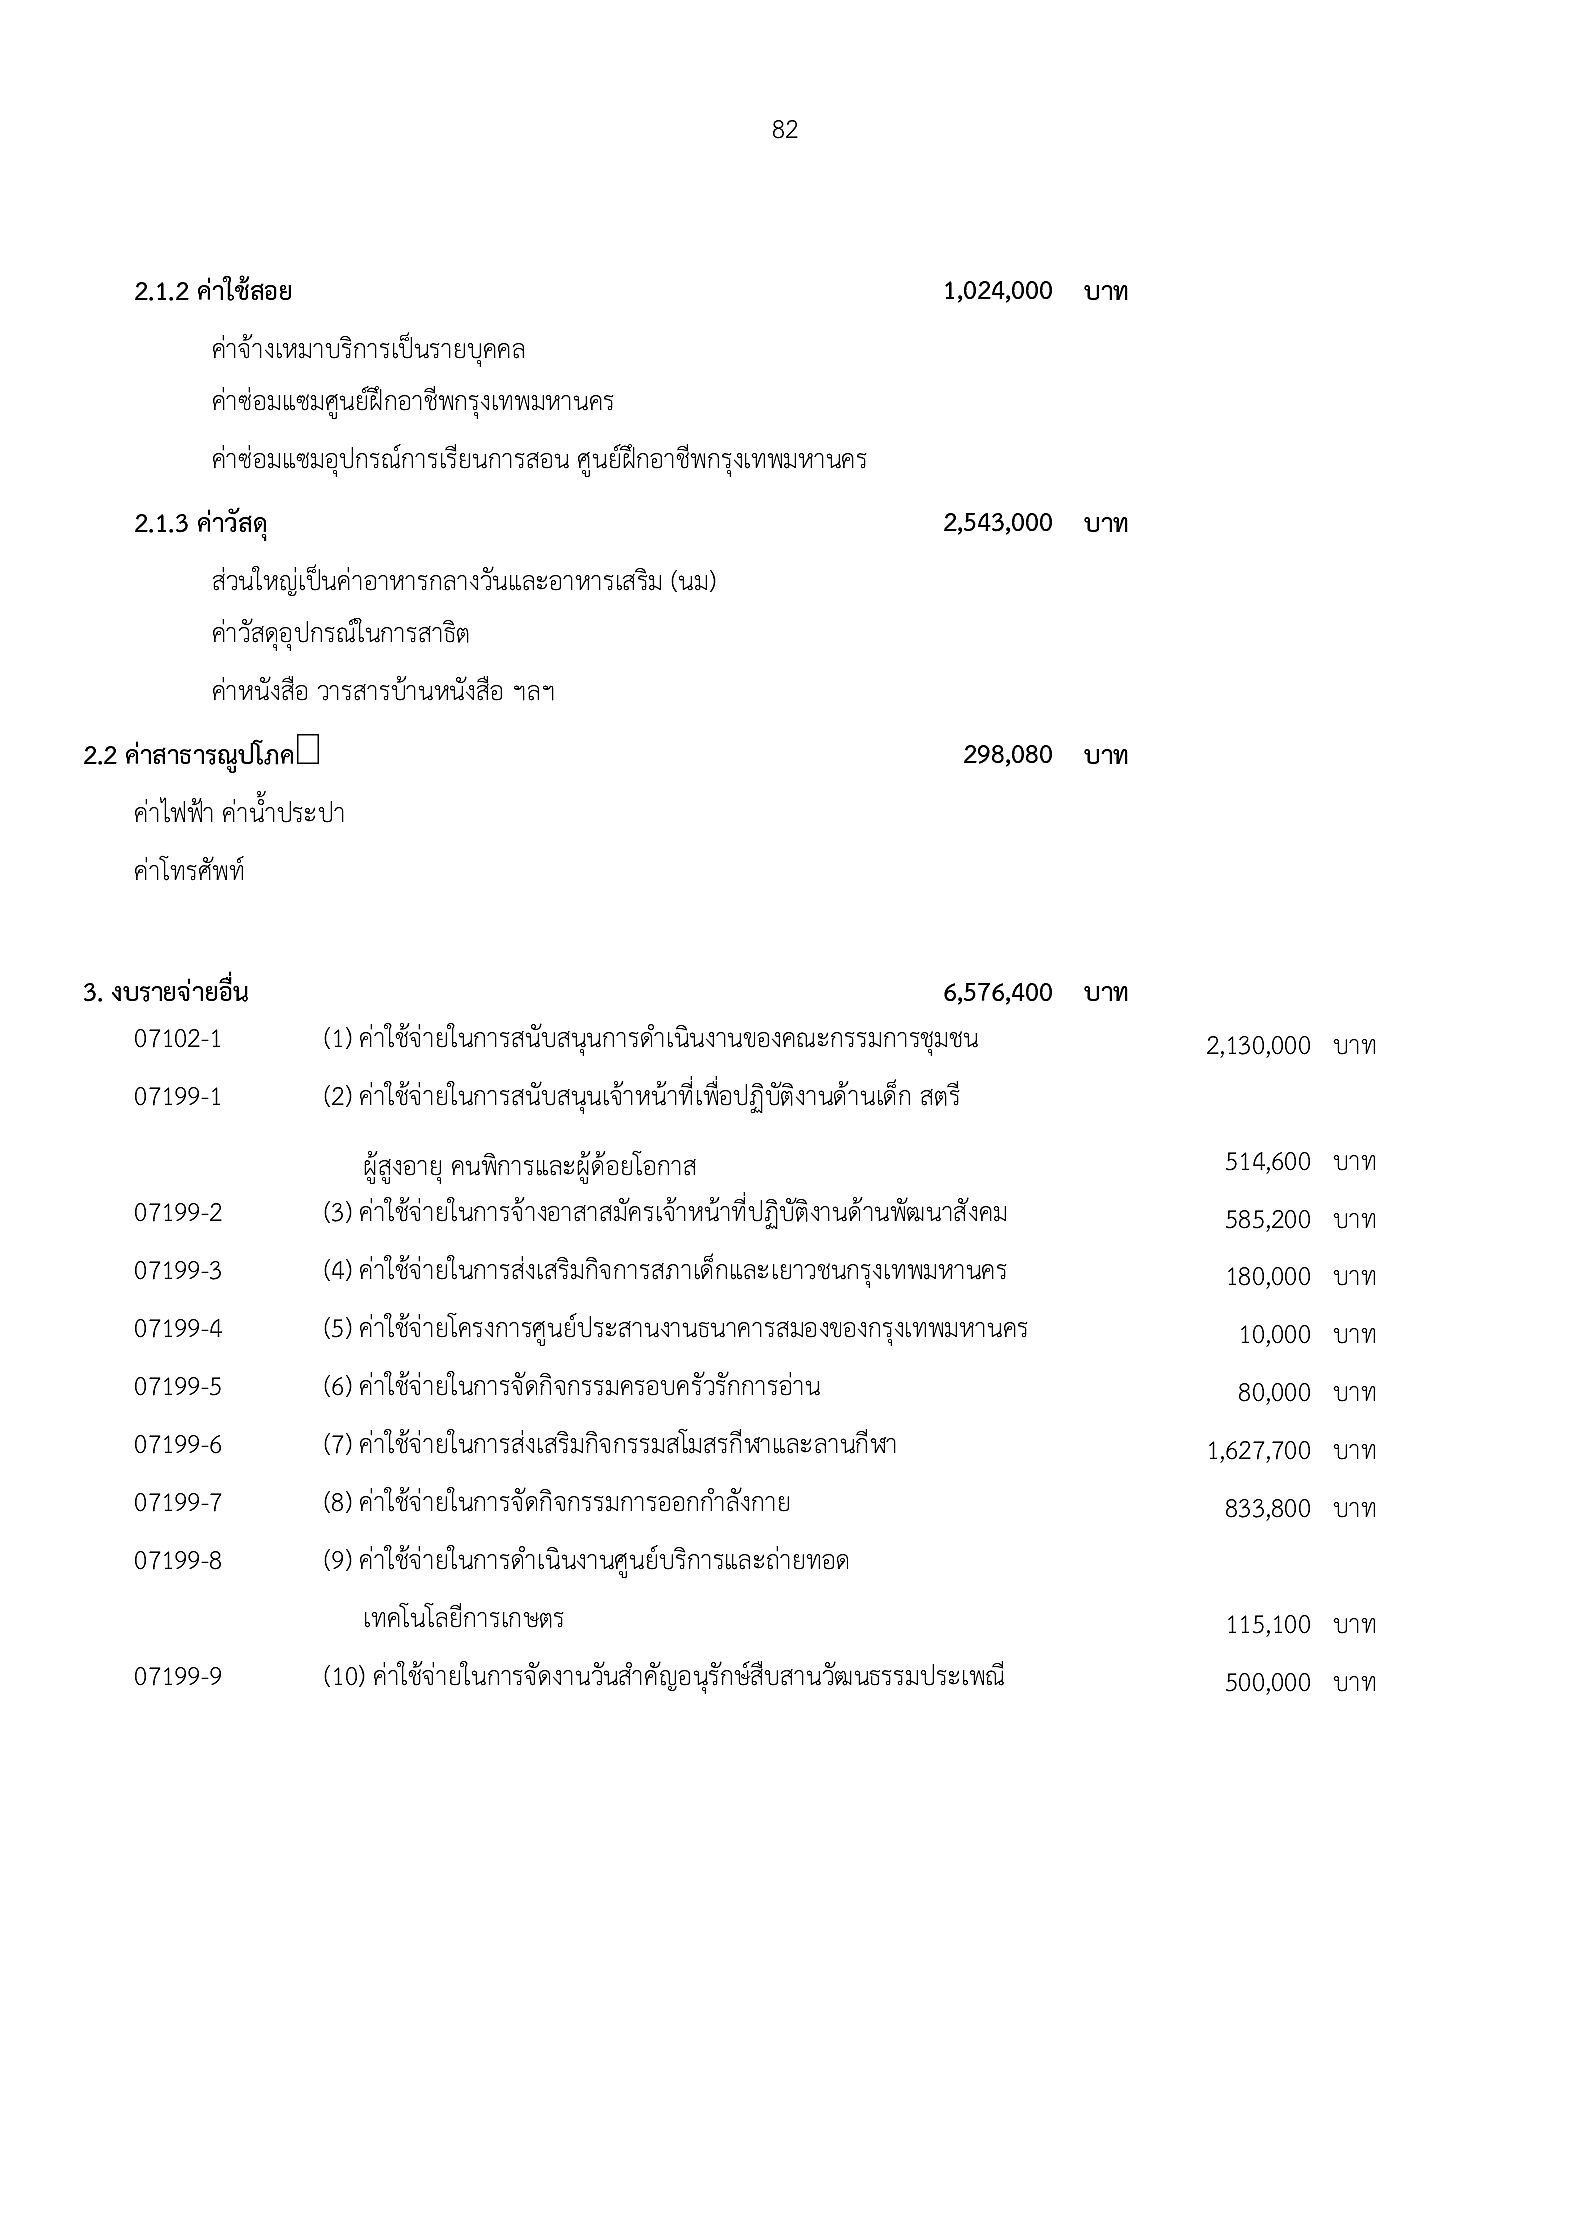 82
2.1.2 ค่าใช้สอย 1,024,000 บาท
ค่าจ้างเหมาบริการเป็นรายบุคคล
ค่าซ่อมแซมศูนย์ฝึกอาชีพกรุงเทพมหานคร
ค่าซ่อมแซมอุปกรณ์การเรียนการสอน ศูนย์ฝึกอาชีพกรุงเทพมหานคร
2.1.3 ค่าวัสดุ 2,543,000 บาท
ส่วนใหญ่เป็นค่าอาหารกลางวันและอาหารเสริม (นม)
ค่าวัสดุอุปกรณ์ในการสาธิต
ค่าหนังสือ วารสารบ้านหนังสือ ฯลฯ
2.2 ค่าสาธารณูปโภค 298,080 บาท
ค่าไฟฟ้า ค่าน้ำประปา
ค่าโทรศัพท์
3. งบรายจ่ายอื่น 6,576,400 บาท
07102-1 (1) ค่าใช้จ่ายในการสนับสนุนการดำเนินงานของคณะกรรมการชุมชน 2,130,000 บาท
07199-1 (2) ค่าใช้จ่ายในการสนับสนุนเจ้าหน้าที่เพื่อปฏิบัติงานด้านเด็ก สตรี
ผู้สูงอายุ คนพิการและผู้ด้อยโอกาส 514,600 บาท
07199-2 (3) ค่าใช้จ่ายในการจ้างอาสาสมัครเจ้าหน้าที่ปฏิบัติงานด้านพัฒนาสังคม 585,200 บาท
07199-3 (4) ค่าใช้จ่ายในการส่งเสริมกิจการสภาเด็กและเยาวชนกรุงเทพมหานคร 180,000 บาท
07199-4 (5) ค่าใช้จ่ายโครงการศูนย์ประสานงานธนาคารสมองของกรุงเทพมหานคร 10,000 บาท
07199-5 (6) ค่าใช้จ่ายในการจัดกิจกรรมครอบครัวรักการอ่าน 80,000 บาท
07199-6 (7) ค่าใช้จ่ายในการส่งเสริมกิจกรรมสโมสรกีฬาและลานกีฬา 1,627,700 บาท
07199-7 (8) ค่าใช้จ่ายในการจัดกิจกรรมการออกกำลังกาย 833,800 บาท
07199-8 (9) ค่าใช้จ่ายในการดำเนินงานศูนย์บริการและถ่ายทอด
เทคโนโลยีการเกษตร 115,100 บาท
07199-9 (10) ค่าใช้จ่ายในการจัดงานวันสำคัญอนุรักษ์สืบสานวัฒนธรรมประเพณี 500,000 บาท